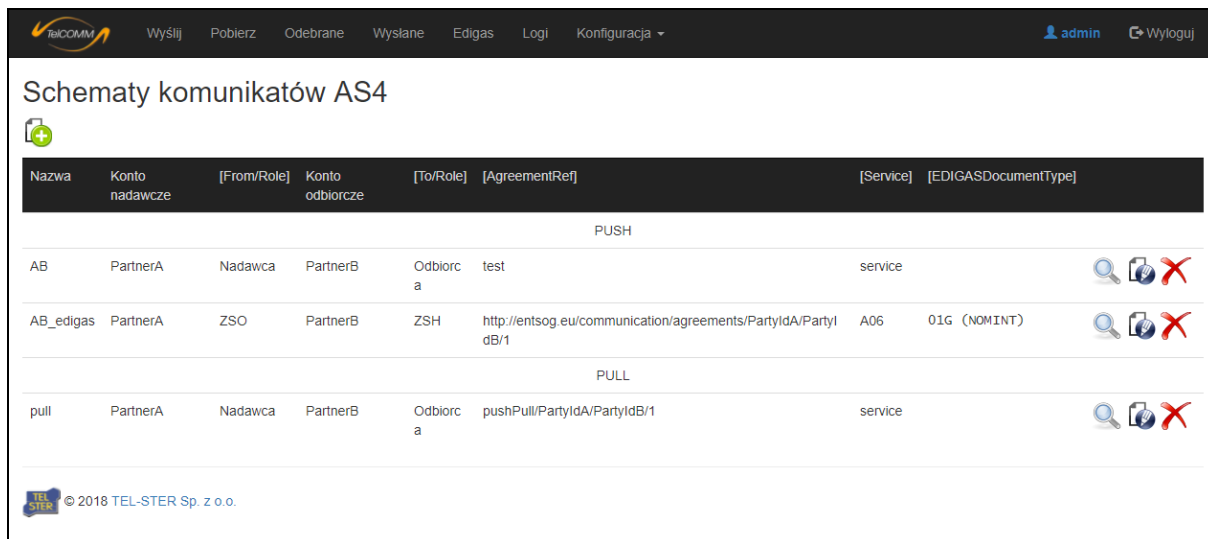 TelCOMM Wyślij Pobierz Odebrane Wysłane Edigas Logi Konfiguracja admin Wyloguj
Schematy komunikatów AS4
Nazwa Konto nadawcze [From/Role] Konto odbiorcze [To/Role] [AgreementRef] [Service] [EDIGASDocumentType]
PUSH
AB PartnerA Nadawca PartnerB Odbiorc a test service
AB_edigas PartnerA ZSO PartnerB ZSH http://entsog.eu/communication/agreements/PartyIdA/PartyI dB/1 A06 01G (NOMINT)
PULL
pull PartnerA Nadawca PartnerB Odbiorc a pushPull/PartyIdA/PartyIdB/1 service
TEL STER © 2018 TEL-STER Sp. z o.o.